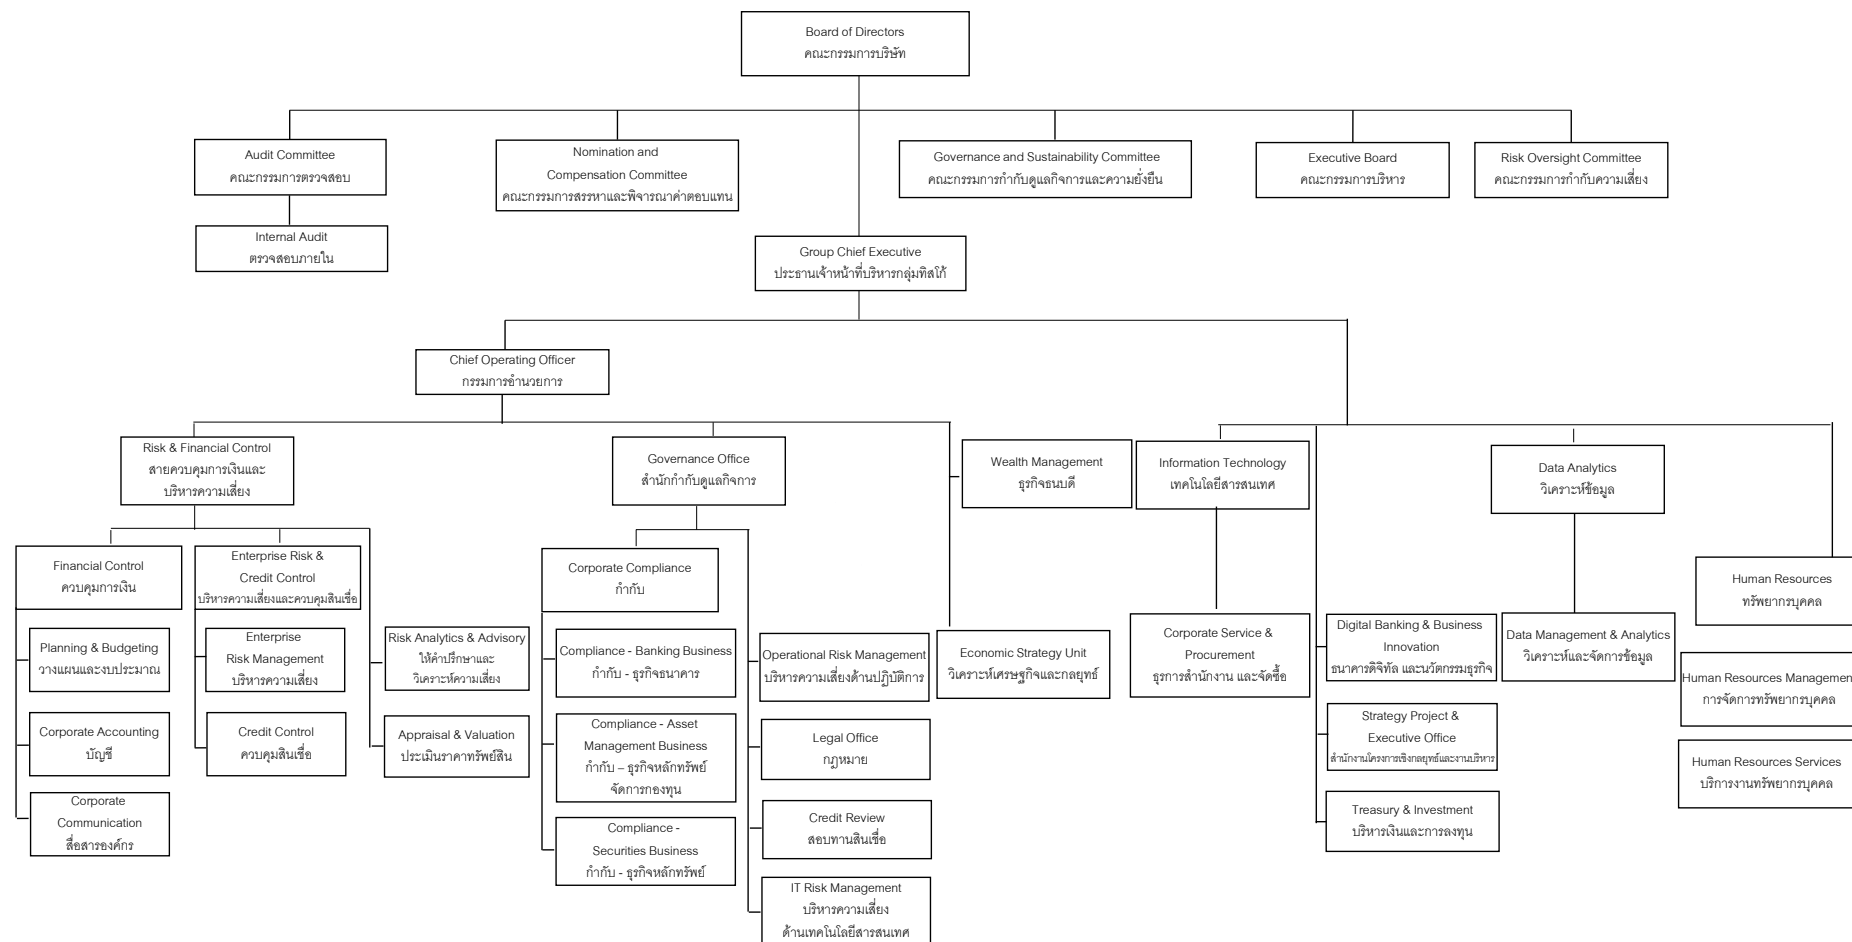 Board of Directors
คณะกรรมการบริษัท
Audit Committee
คณะกรรมการตรวจสอบ
Nomination and
Compensation Committee
คณะกรรมการสรรหาและพิจารณาค่าตอบแทน
Governance and Sustainability Committee
คณะกรรมการกำกับดูแลกิจการและความยั่งยืน
Executive Board
คณะกรรมการบริหาร
Risk Oversight Committee
คณะกรรมการกำกับความเสี่ยง
Internal Audit
ตรวจสอบภายใน
Group Chief Executive
ประธานเจ้าหน้าที่บริหารกลุ่มทิสโก้
Chief Operating Officer
กรรมการอำนวยการ
Risk & Financial Control
สายควบคุมการเงินและ
บริหารความเสี่ยง
Governance Office
สำนักกำกับดูแลกิจการ
Wealth Management
ธุรกิจธนบดี
Information Technology
เทคโนโลยีสารสนเทศ
Data Analytics
วิเคราะห์ข้อมูล
Financial Control
ควบคุมการเงิน
Enterprise Risk &
Credit Control
บริหารความเสี่ยงและควบคุมสินเชื่อ
Corporate Compliance
กำกับ
Human Resources
ทรัพยากรบุคคล
Planning & Budgeting
วางแผนและงบประมาณ
Enterprise
Risk Management
บริหารความเสี่ยง
Risk Analytics & Advisory
ให้คำปรึกษาและ
วิเคราะห์ความเสี่ยง
Compliance - Banking Business
กำกับ - ธุรกิจธนาคาร
Operational Risk Management
บริหารความเสี่ยงด้านปฏิบัติการ
Economic Strategy Unit
วิเคราะห์เศรษฐกิจและกลยุทธ์
Corporate Service &
Procurement
ธุรการสำนักงาน และจัดซื้อ
Digital Banking & Business
Innovation
ธนาคารดิจิทัล และนวัตกรรมธุรกิจ
Data Management & Analytics
วิเคราะห์และจัดการข้อมูล
Human Resources Management
การจัดการทรัพยากรบุคคล
Corporate Accounting
บัญชี
Credit Control
ควบคุมสินเชื่อ
Appraisal & Valuation
ประเมินราคาทรัพย์สิน
Compliance - Asset
Management Business
กำกับ – ธุรกิจหลักทรัพย์
จัดการกองทุน
Legal Office
กฎหมาย
Strategy Project &
Executive Office
สำนักงานโครงการเชิงกลยุทธ์และงานบริหาร
Human Resources Services
บริการงานทรัพยากรบุคคล
Corporate
Communication
สื่อสารองค์กร
Compliance -
Securities Business
กำกับ - ธุรกิจหลักทรัพย์
Credit Review
สอบทานสินเชื่อ
Treasury & Investment
บริหารเงินและการลงทุน
IT Risk Management
บริหารความเสี่ยง
ด้านเทคโนโลยีสารสนเทศ